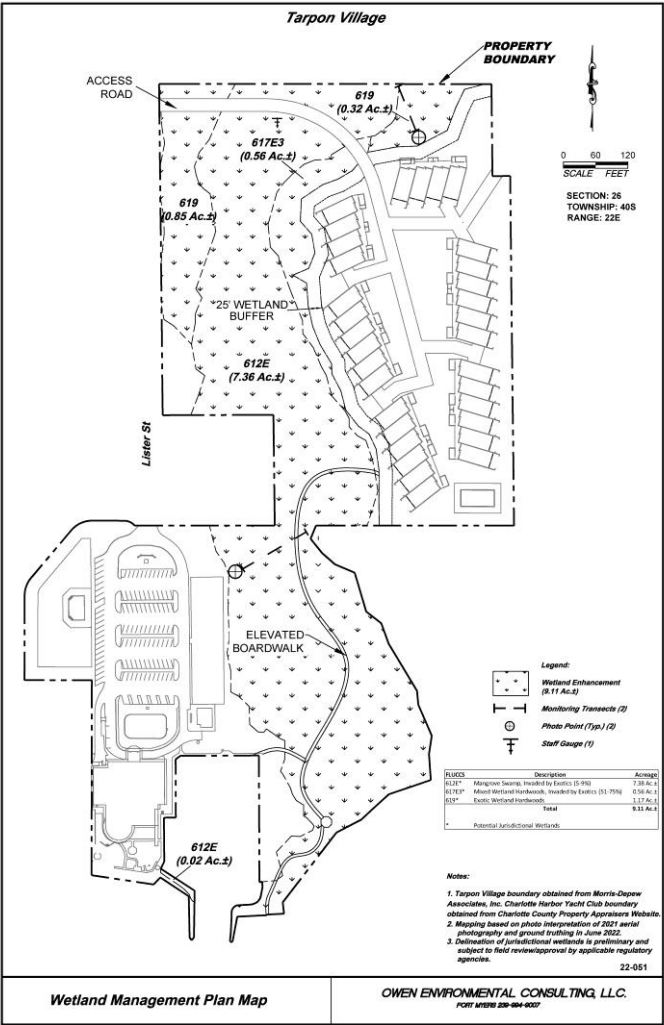 Tarpon Village
PROPERTY
BOUNDARY
ACCESS
ROAD
619
(0.32 Ac.±)
617E3
(0.56 Ac.±)
0 60 120
SCALE FEET
SECTION: 26
TOWNSHIP: 40S
RANGE: 22E
619
(0.85 Ac.±)
25' WETLAND
BUFFER
612E
(7.36 Ac.±)
Lister St
ELEVATED
BOARDWALK
Legend:
Wetland Enhancement
(9.11 Ac.±)
Monitoring Transects (2)
Photo Point (Typ.) (2)
Staff Gauge (1)
FLUCCS Description Acreage
612E* Mangrove Swamp, Invaded by Exotics (5-9%) 7.38 Ac.±
617E3* Mixed Wetland Hardwoods, Invaded by Exotics (51-75%) 0.56 Ac.±
619* Exotic Wetland Hardwoods 1.17 Ac.±
Total 9.11 Ac.±
* Potential Jurisdictional Wetlands
612E
(0.02 Ac.±)
Notes:
1. Tarpon Village boundary obtained from Morris-Depew
Associates, Inc. Charlotte Harbor Yacht Club boundary
obtained from Charlotte County Property Appraisers Website.
2. Mapping based on photo interpretation of 2021 aerial
photography and ground truthing in June 2022.
3. Delineation of jurisdictional wetlands is preliminary and
subject to field review/approval by applicable regulatory
agencies.
22-051
Wetland Management Plan Map
OWEN ENVIRONMENTAL CONSULTING, LLC.
FORT MYERS 239-994-9007